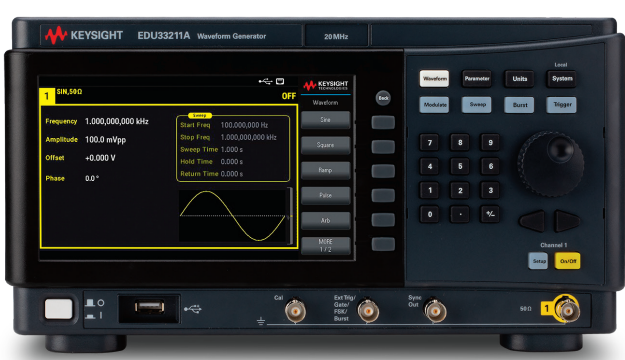 KEYSIGHT EDU33211A Waveform Generator 20 MHz
1 SIN,50Ω OFF
Frequency 1.000,000,000 kHz
Amplitude 100.0 mVpp
Offset +0.000 V
Phase 0.0 °
Sweep
Start Freq 100.000,000 Hz
Stop Freq 1.000,000,000 kHz
Sweep Time 1.000 s
Hold Time 0.000 s
Return Time 0.000 s
KEYSIGHT
TECHNOLOGIES
Waveform
Sine
Square
Ramp
Pulse
Arb
MORE
1 / 2
Back
Local
Waveform Parameter Units System
Modulate Sweep Burst Trigger
7 8 9
4 5 6
1 2 3
0 . +/-
Channel 1
Setup On/Off
Cal
Ext Trig/
Gate/
FSK/
Burst
Sync
Out
50 Ω 1